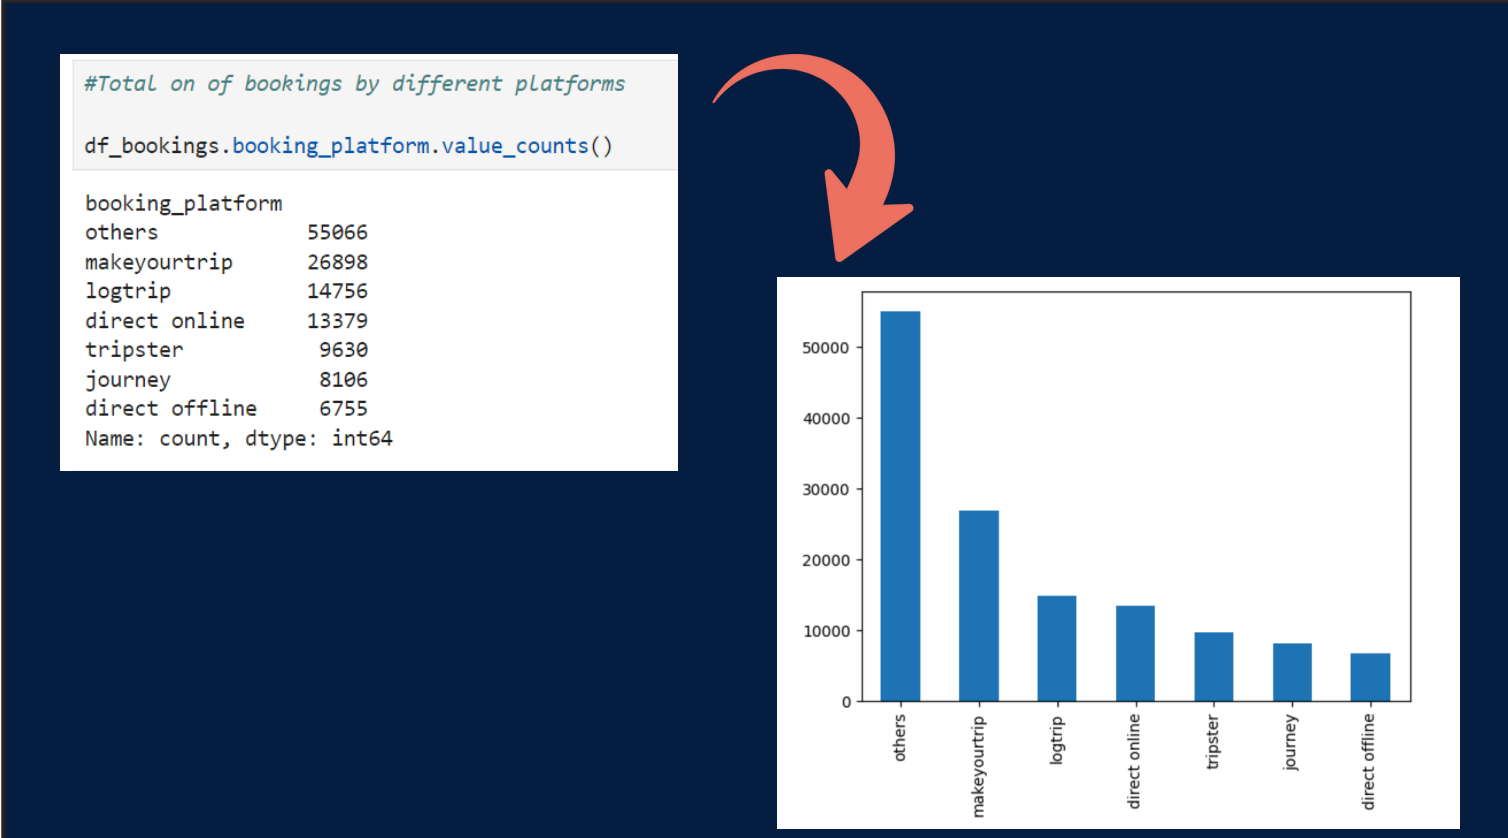 #Total on of bookings by different platforms
df_bookings.booking_platform.value_counts()
booking_platform
others 55066
makeyourtrip 26898
logtrip 14756
direct online 13379
tripster 9630
journey 8106
direct offline 6755
Name: count, dtype: int64
50000
40000
30000
20000
10000
0
others
makeyourtrip
logtrip
direct online
tripster
journey
direct offline